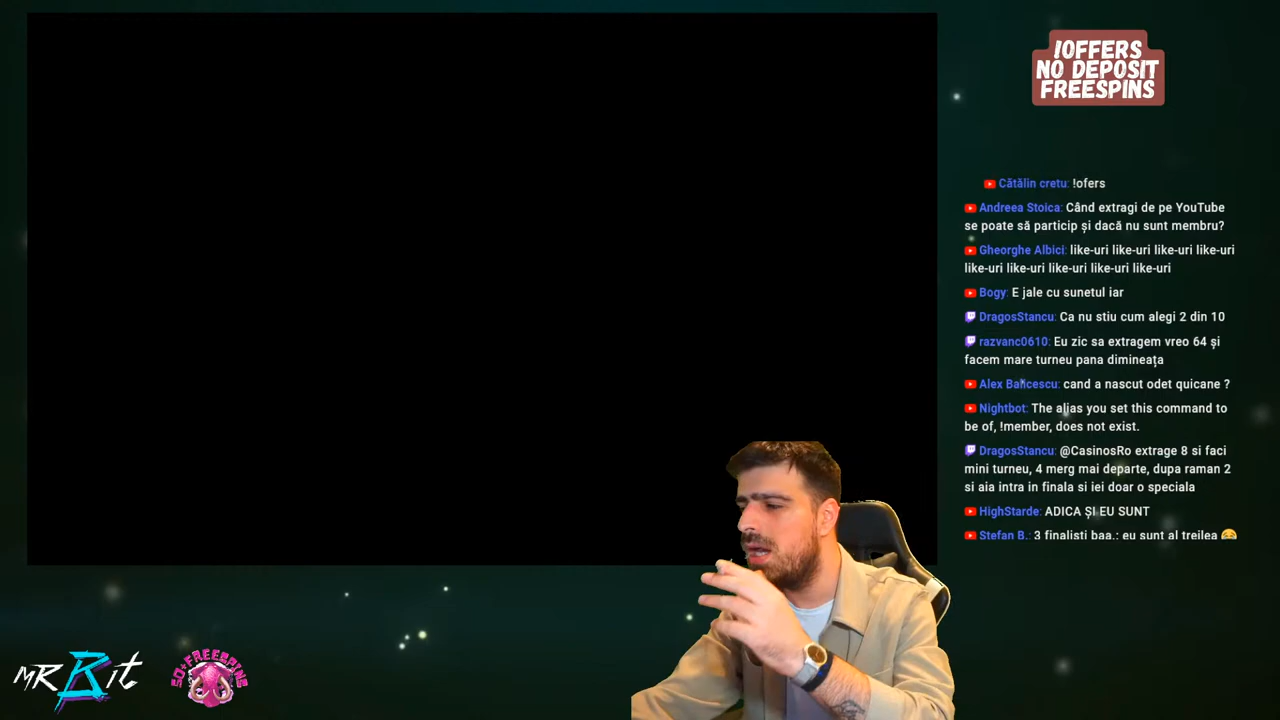 !OFFERS
NO DEPOSIT
FREESPINS
Cătălin cretu: !ofers
Andreea Stoica: Când extragi de pe YouTube
se poate să particip și dacă nu sunt membru?
Gheorghe Albici: like-uri like-uri like-uri like-uri
like-uri like-uri like-uri like-uri like-uri
Bogy: E jale cu sunetul iar
DragosStancu: Ca nu stiu cum alegi 2 din 10
razvanc0610: Eu zic sa extragem vreo 64 și
facem mare turneu pana dimineața
Alex Balicescu: cand a nascut odet quicane ?
Nightbot: The alias you set this command to
be of, !member, does not exist.
DragosStancu: @CasinosRo extrage 8 si faci
mini turneu, 4 merg mai departe, dupa raman 2
si aia intra in finala si iei doar o speciala
HighStarde: ADICA ȘI EU SUNT
Stefan B.: 3 finalisti baa.: eu sunt al treilea
MR Bit
50+FREESPINS